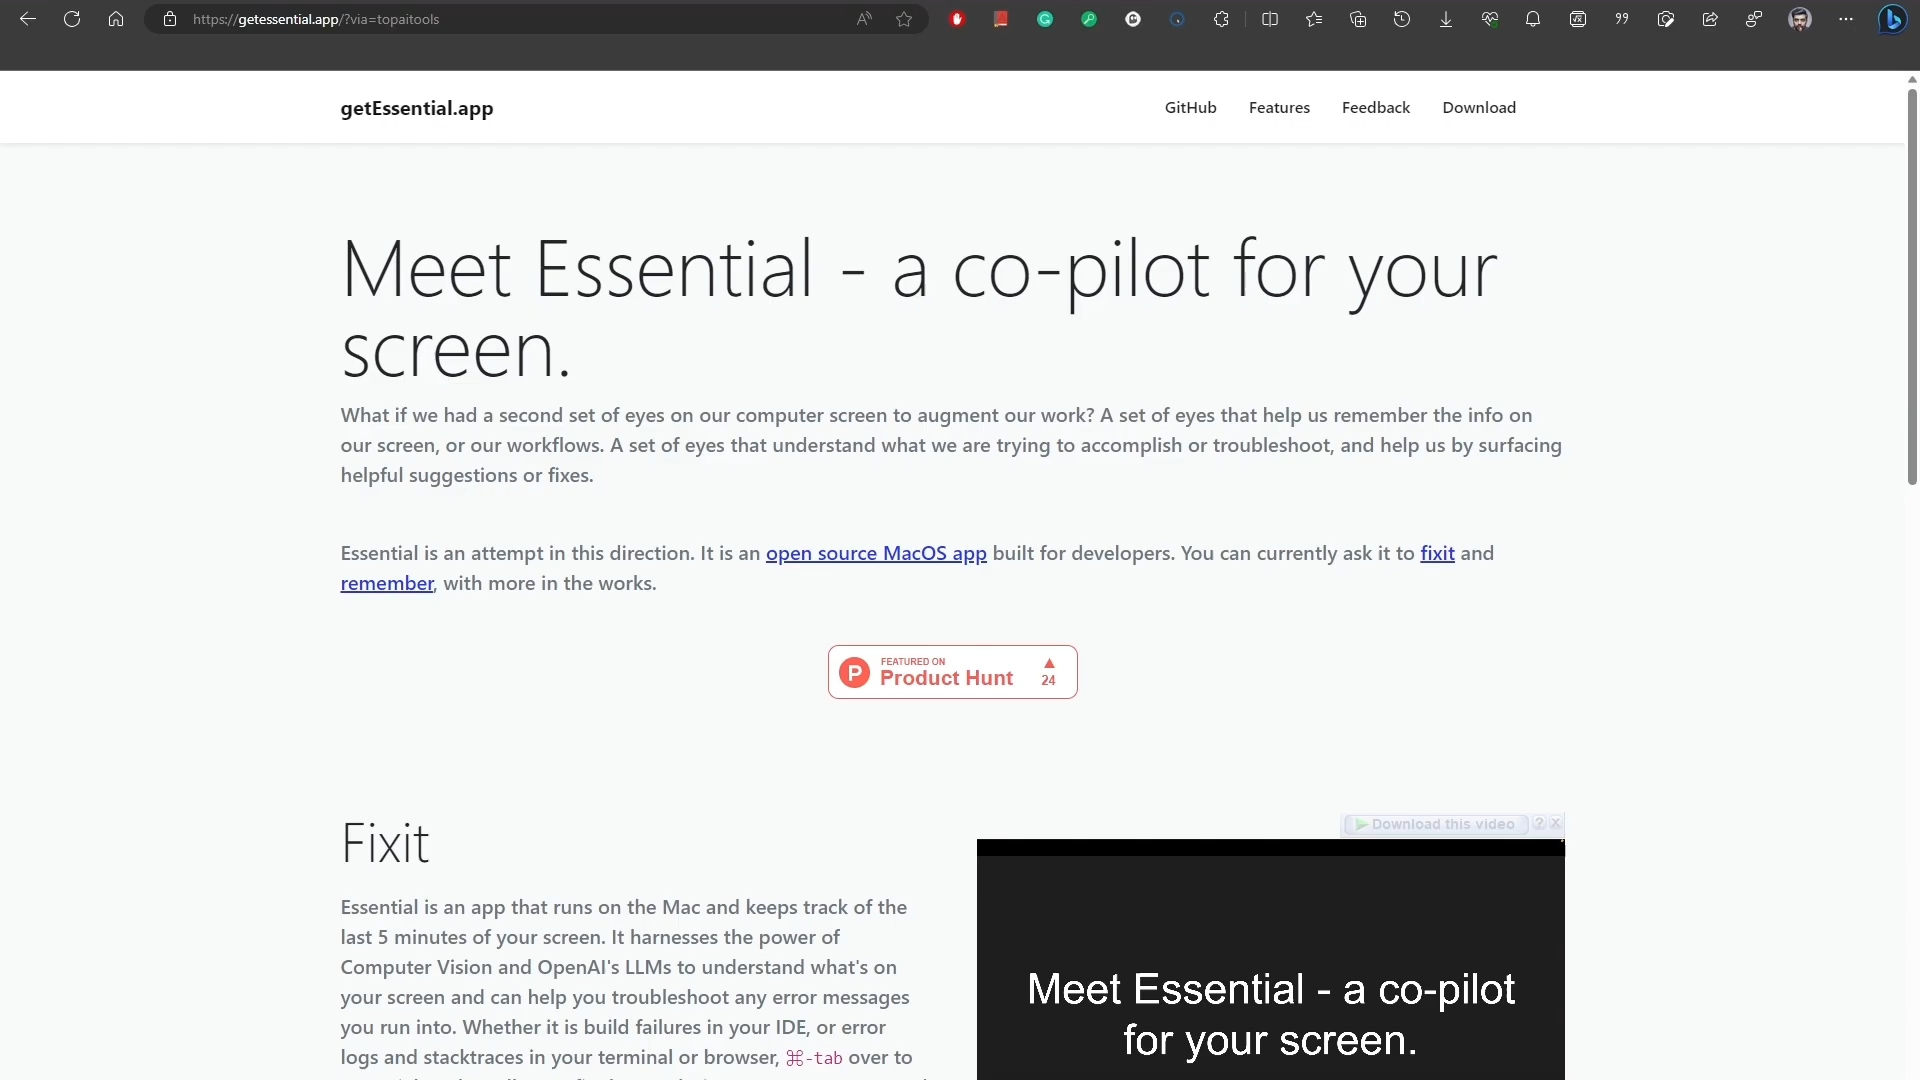 https://getessential.app/?via=topaitools
getEssential.app
GitHub Features Feedback Download
Meet Essential - a co-pilot for your
screen.
What if we had a second set of eyes on our computer screen to augment our work? A set of eyes that help us remember the info on
our screen, or our workflows. A set of eyes that understand what we are trying to accomplish or troubleshoot, and help us by surfacing
helpful suggestions or fixes.
Essential is an attempt in this direction. It is an open source MacOS app built for developers. You can currently ask it to fixit and
remember, with more in the works.
FEATURED ON
Product Hunt
24
Fixit
Essential is an app that runs on the Mac and keeps track of the
last 5 minutes of your screen. It harnesses the power of
Computer Vision and OpenAI's LLMs to understand what's on
your screen and can help you troubleshoot any error messages
you run into. Whether it is build failures in your IDE, or error
logs and stacktraces in your terminal or browser, ⌘-tab over to
Download this video ? X
Meet Essential - a co-pilot
for your screen.